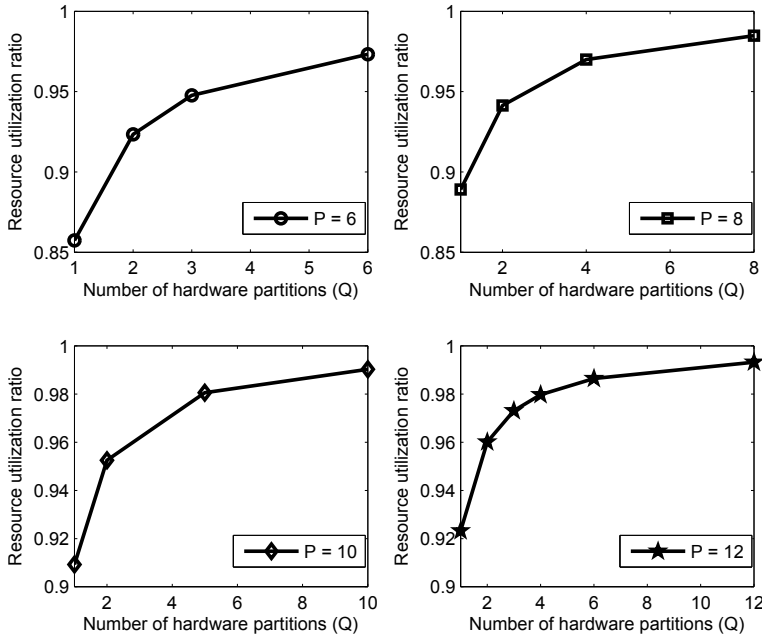 1
0.95
0.9
0.85
Resource utilization ratio
P = 6
1 2 3 4 5 6
Number of hardware partitions (Q)
1
0.95
0.9
0.85
Resource utilization ratio
P = 8
2 4 6 8
Number of hardware partitions (Q)
1
0.98
0.96
0.94
0.92
0.9
Resource utilization ratio
P = 10
2 4 6 8 10
Number of hardware partitions (Q)
1
0.98
0.96
0.94
0.92
0.9
Resource utilization ratio
P = 12
2 4 6 8 10 12
Number of hardware partitions (Q)